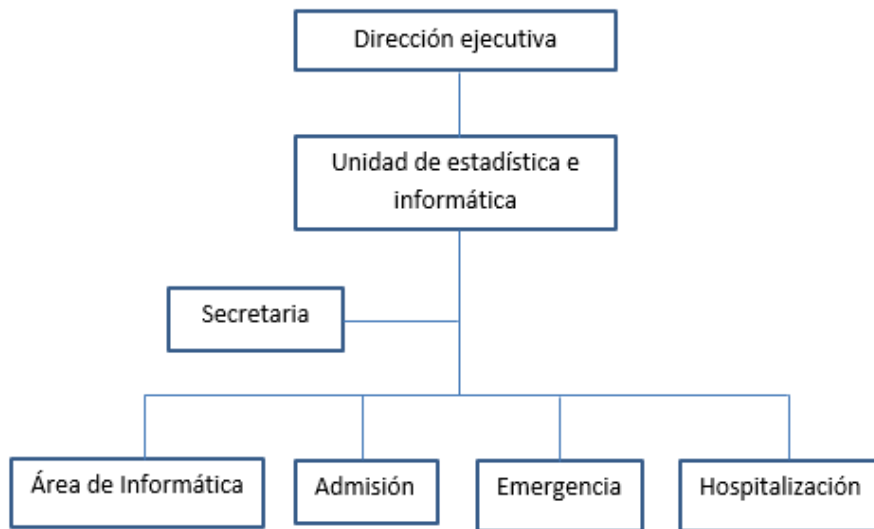 Dirección ejecutiva
Unidad de estadística e
informática
Secretaria
Área de Informática
Admisión
Emergencia
Hospitalización